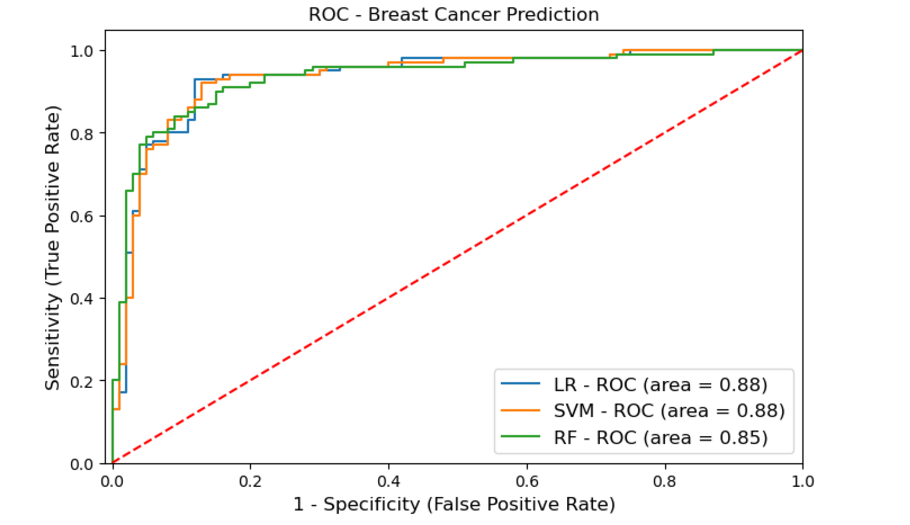 ROC - Breast Cancer Prediction
Sensitivity (True Positive Rate)
1.0
0.8
0.6
0.4
0.2
0.0
0.0 0.2 0.4 0.6 0.8 1.0
1 - Specificity (False Positive Rate)
LR - ROC (area = 0.88)
SVM - ROC (area = 0.88)
RF - ROC (area = 0.85)